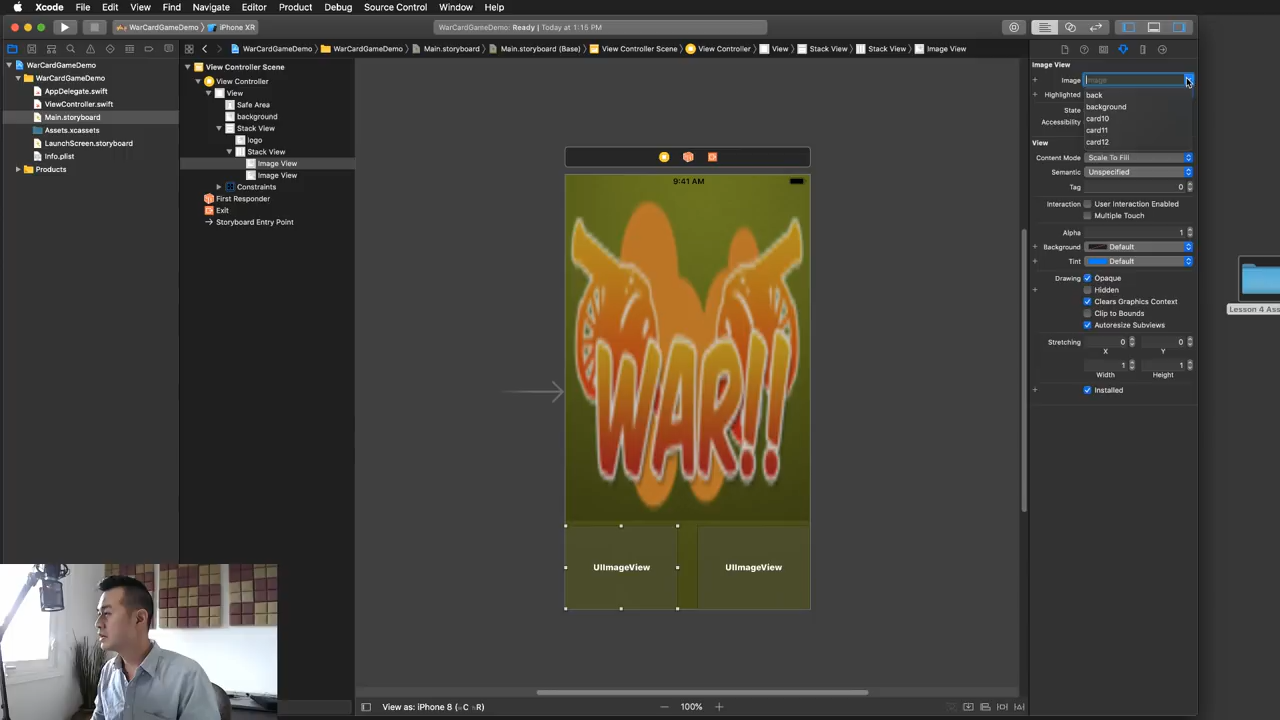 Xcode File Edit View Find Navigate Editor Product Debug Source Control Window Help
WarCardGameDemo iPhone XR
WarCardGameDemo: Ready | Today at 1:15 PM
WarCardGameDemo WarCardGameDemo Main.storyboard Main.storyboard (Base) View Controller Scene View Controller View Stack View Stack View Image View
WarCardGameDemo
WarCardGameDemo
AppDelegate.swift
ViewController.swift
Main.storyboard
Assets.xcassets
LaunchScreen.storyboard
Info.plist
Products
View Controller Scene
View Controller
View
Safe Area
background
Stack View
logo
Stack View
Image View
Image View
Constraints
First Responder
Exit
Storyboard Entry Point
9:41 AM
WAR!!
UIImageView
UIImageView
View as: iPhone 8 (wC hR)
100%
Image View
Image Image
Highlighted
State
Accessibility
back
background
card10
card11
card12
View
Content Mode Scale To Fill
Semantic Unspecified
Tag 0
Interaction User Interaction Enabled
Multiple Touch
Alpha 1
Background Default
Tint Default
Drawing Opaque
Hidden
Clears Graphics Context
Clip to Bounds
Autoresize Subviews
Stretching 0 0
X Y
1 1
Width Height
Installed
Lesson 4 Ass